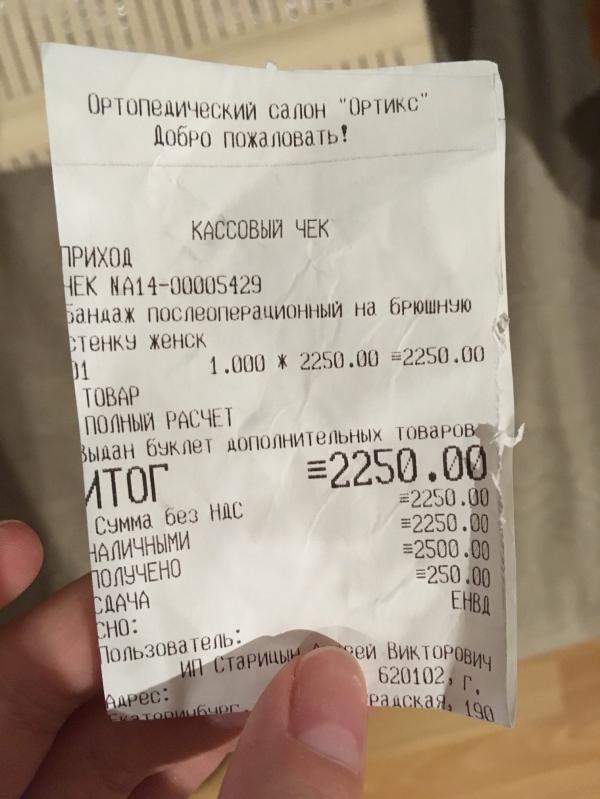 Ортопедический салон "Ортикс"
Добро пожаловать!
КАССОВЫЙ ЧЕК
ПРИХОД
ЧЕК NA14-00005429
Бандаж послеоперационный на брюшную
стенку женск
01 1.000 * 2250.00 ≡2250.00
ТОВАР
ПОЛНЫЙ РАСЧЕТ
Выдан буклет дополнительных товаров
ИТОГ ≡2250.00
Сумма без НДС ≡2250.00
НАЛИЧНЫМИ ≡2250.00
ПОЛУЧЕНО ≡2500.00
СДАЧА ≡250.00
СНО: ЕНВД
Пользователь:
ИП Старицын Андрей Викторович
Адрес: 620102, г.
Екатеринбург, радская, 190